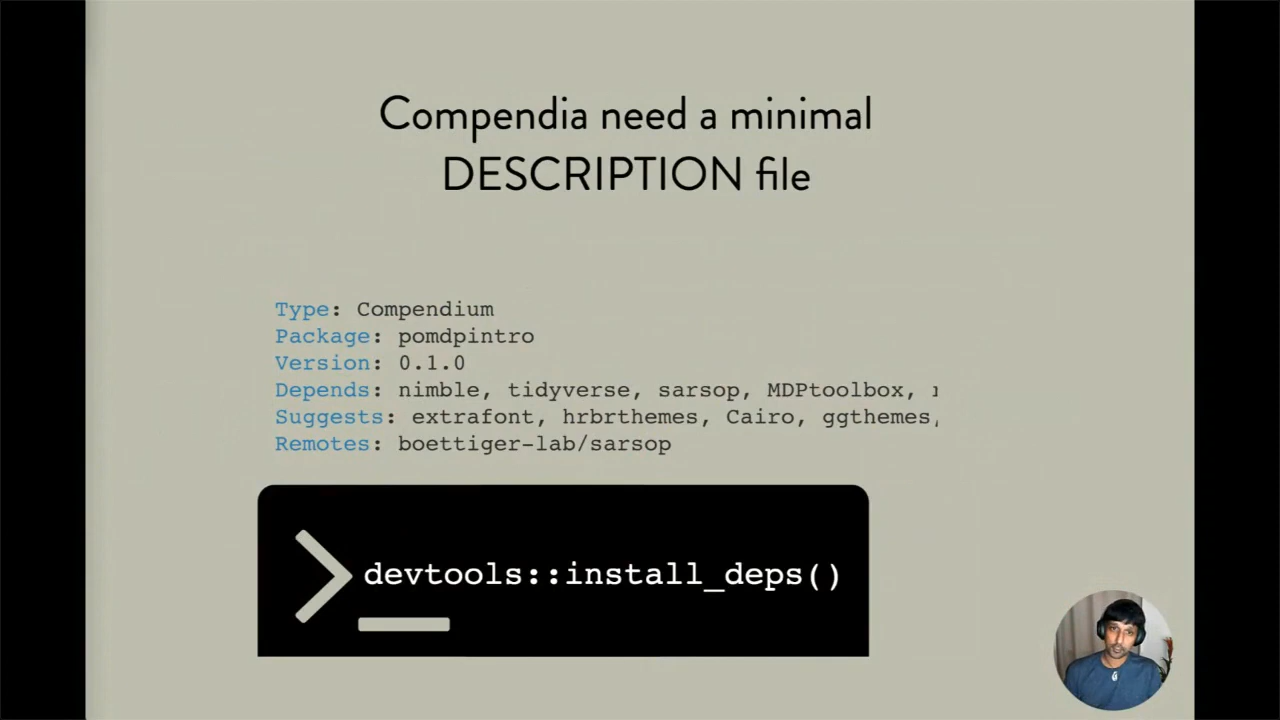 Compendia need a minimal
DESCRIPTION file
Type: Compendium
Package: pomdpintro
Version: 0.1.0
Depends: nimble, tidyverse, sarsop, MDPtoolbox,
Suggests: extrafont, hrbrthemes, Cairo, ggthemes,
Remotes: boettiger-lab/sarsop
devtools::install_deps()